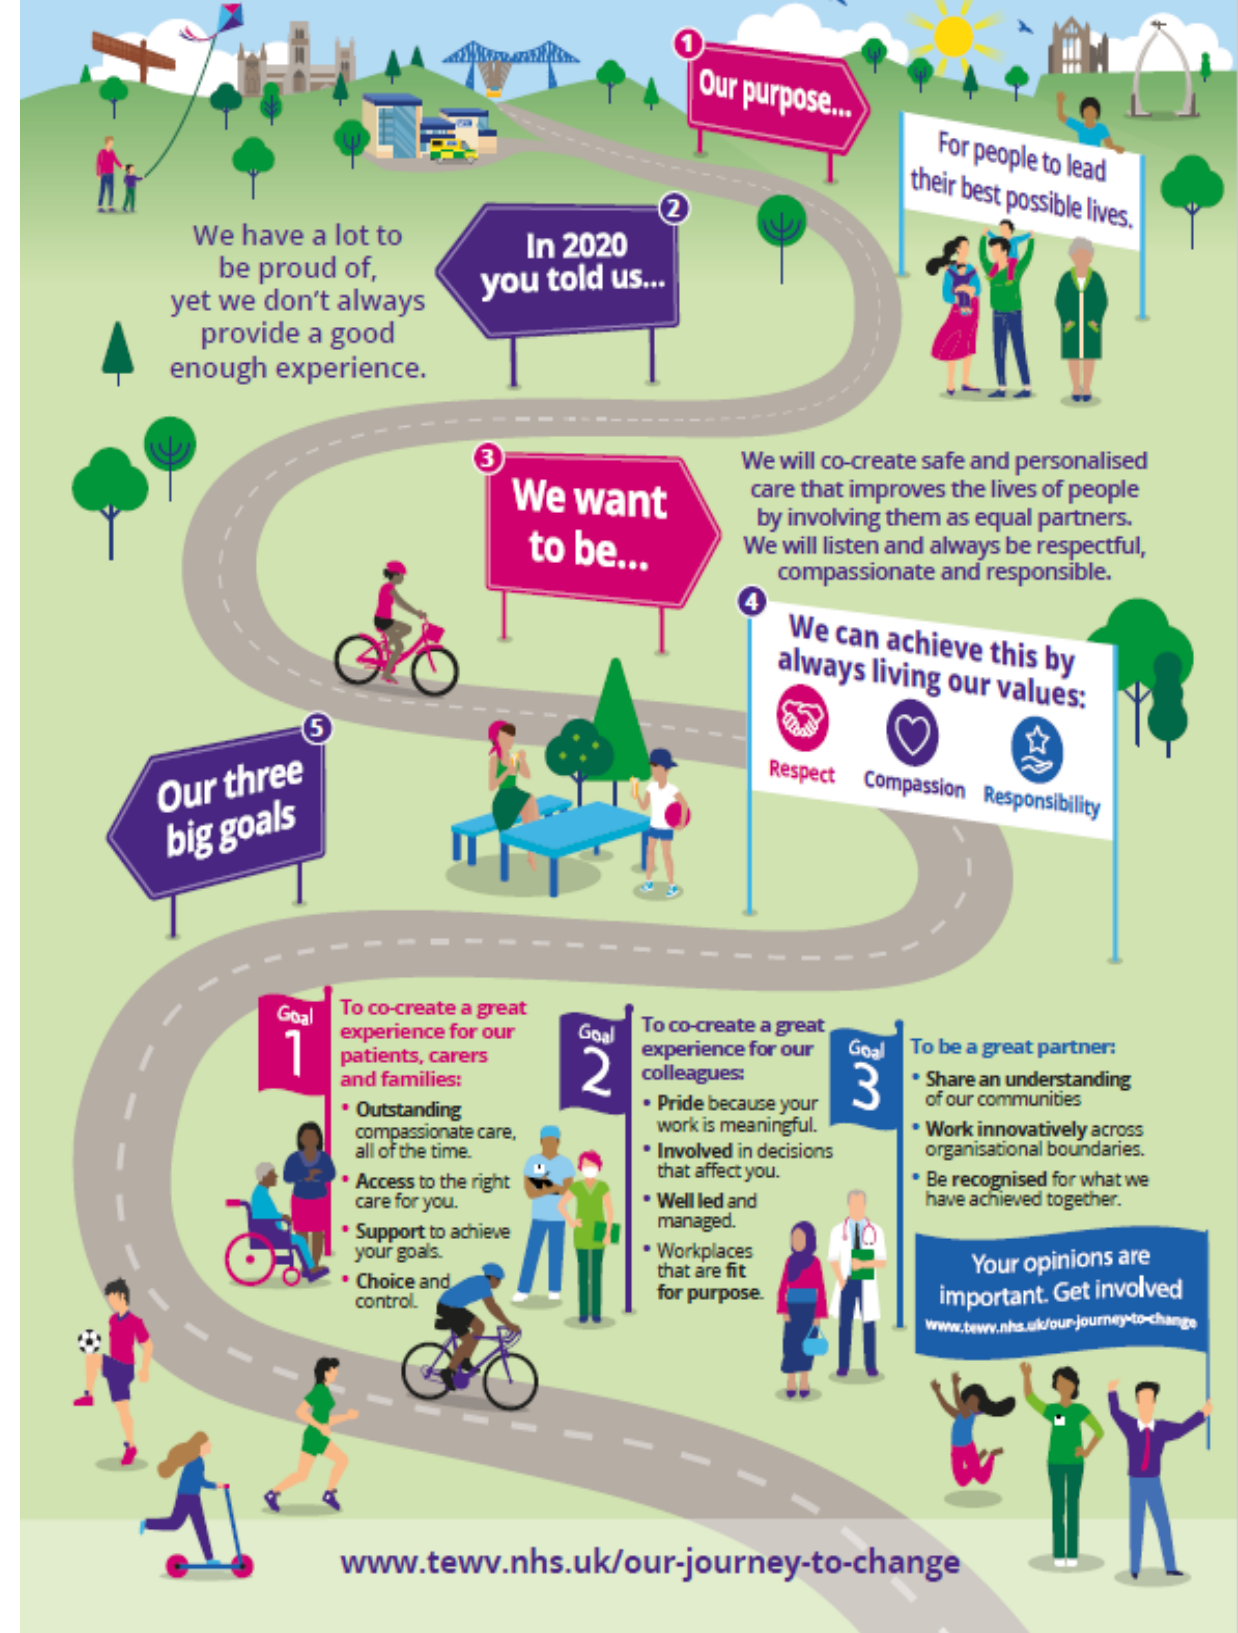 1
Our purpose...
For people to lead
their best possible lives.
2
In 2020
you told us...
We have a lot to
be proud of,
yet we don't always
provide a good
enough experience.
3
We want
to be...
We will co-create safe and personalised
care that improves the lives of people
by involving them as equal partners.
We will listen and always be respectful,
compassionate and responsible.
4
We can achieve this by
always living our values:
Respect
Compassion
Responsibility
5
Our three
big goals
Goal
1
To co-create a great
experience for our
patients, carers
and families:
• Outstanding
compassionate care,
all of the time.
• Access to the right
care for you.
• Support to achieve
your goals.
• Choice and
control.
Goal
2
To co-create a great
experience for our
colleagues:
• Pride because your
work is meaningful.
• Involved in decisions
that affect you.
• Well led and
managed.
• Workplaces
that are fit
for purpose.
Goal
3
To be a great partner:
• Share an understanding
of our communities
• Work innovatively across
organisational boundaries.
• Be recognised for what we
have achieved together.
Your opinions are
important. Get involved
www.tewv.nhs.uk/our-journey-to-change
www.tewv.nhs.uk/our-journey-to-change